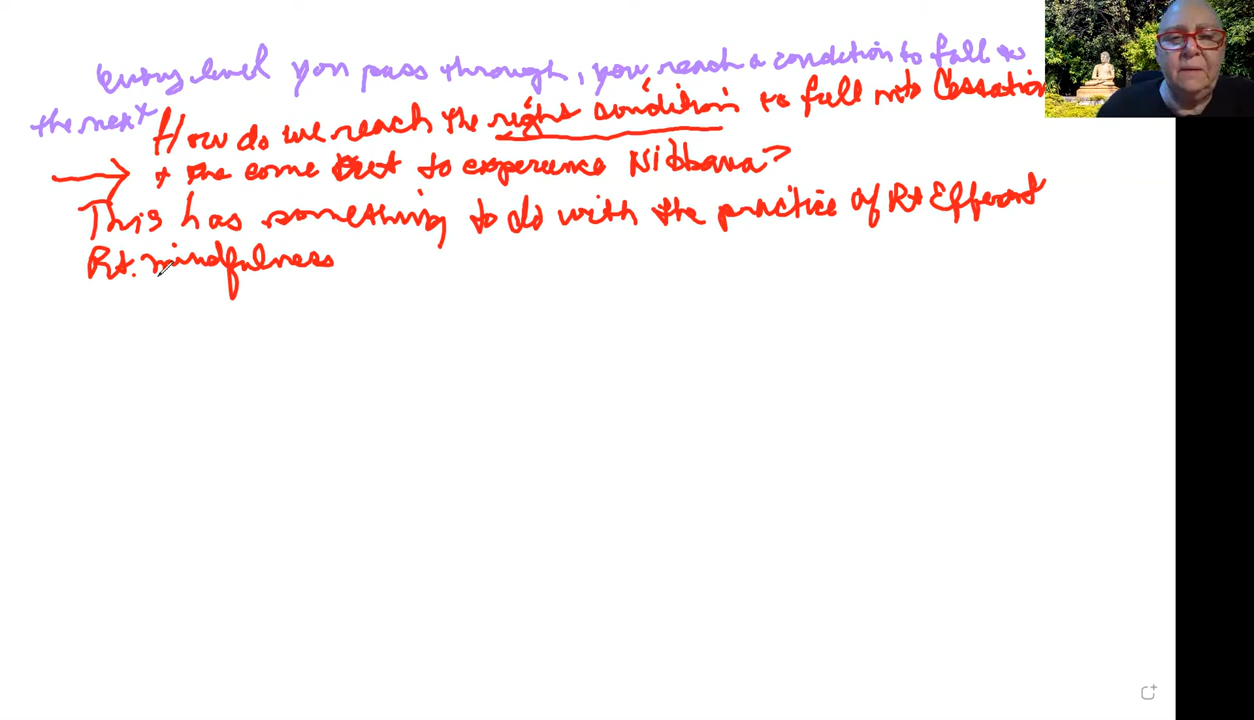 Every level you pass through, you reach a condition to fall to
the next
How do we reach the right condition to fall into Cessation
→ + the come out to experience Nibbana?
This has something to do with the practice of Rt Efforort
Rt. mindfulness